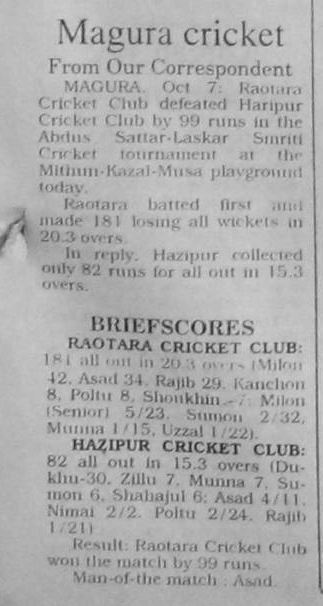 Magura cricket
From Our Correspondent
MAGURA, Oct 7: Raotara
Cricket Club defeated Haripur
Cricket Club by 99 runs in the
Abdus Sattar-Laskar Smriti
Cricket tournament at the
Mithun-Kazal-Musa playground
today.
Raotara batted first and
made 181 losing all wickets in
20.3 overs.
In reply, Hazipur collected
only 82 runs for all out in 15.3
overs.
BRIEFSCORES
RAOTARA CRICKET CLUB:
181 all out in 20.3 overs (Milon
42, Asad 34, Rajib 29, Kanchon
8, Poltu 8, Shoukhin -7; Milon
(Senior) 5/23, Sumon 2/32,
Munna 1/15, Uzzal 1/22).
HAZIPUR CRICKET CLUB:
82 all out in 15.3 overs (Du-
khu-30, Zillu 7, Munna 7, Su-
mon 6, Shahajul 6; Asad 4/11,
Nimai 2/2, Poltu 2/24, Rajib
1/21)
Result: Raotara Cricket Club
won the match by 99 runs.
Man-of-the match : Asad.